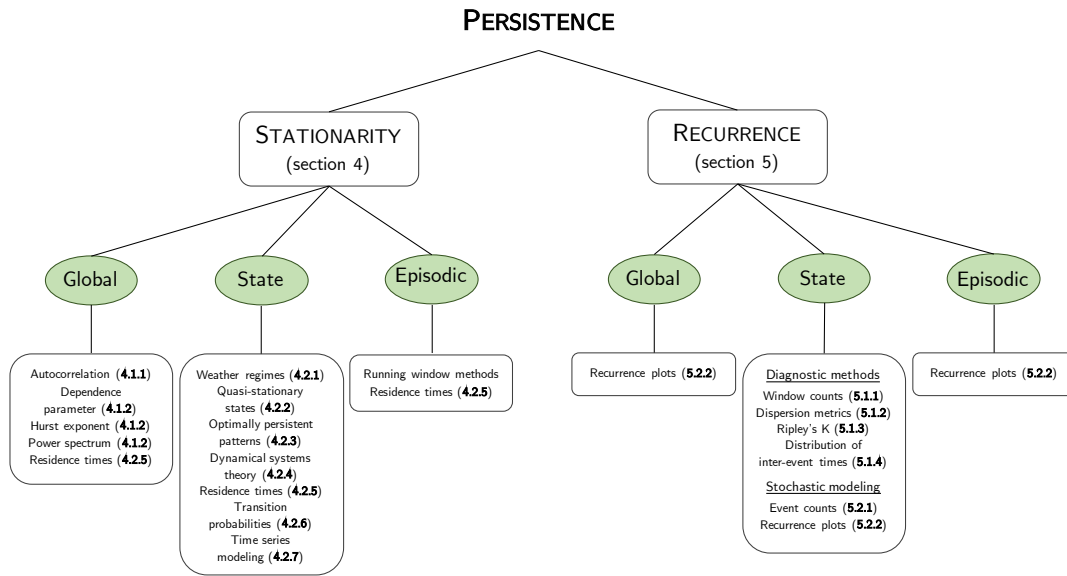 PERSISTENCE
STATIONARITY
(section 4)
RECURRENCE
(section 5)
Global
State
Episodic
Global
State
Episodic
Autocorrelation (4.1.1)
Dependence
parameter (4.1.2)
Hurst exponent (4.1.2)
Power spectrum (4.1.2)
Residence times (4.2.5)
Weather regimes (4.2.1)
Quasi-stationary
states (4.2.2)
Optimally persistent
patterns (4.2.3)
Dynamical systems
theory (4.2.4)
Residence times (4.2.5)
Transition
probabilities (4.2.6)
Time series
modeling (4.2.7)
Running window methods
Residence times (4.2.5)
Recurrence plots (5.2.2)
Diagnostic methods
Window counts (5.1.1)
Dispersion metrics (5.1.2)
Ripley's K (5.1.3)
Distribution of
inter-event times (5.1.4)
Stochastic modeling
Event counts (5.2.1)
Recurrence plots (5.2.2)
Recurrence plots (5.2.2)